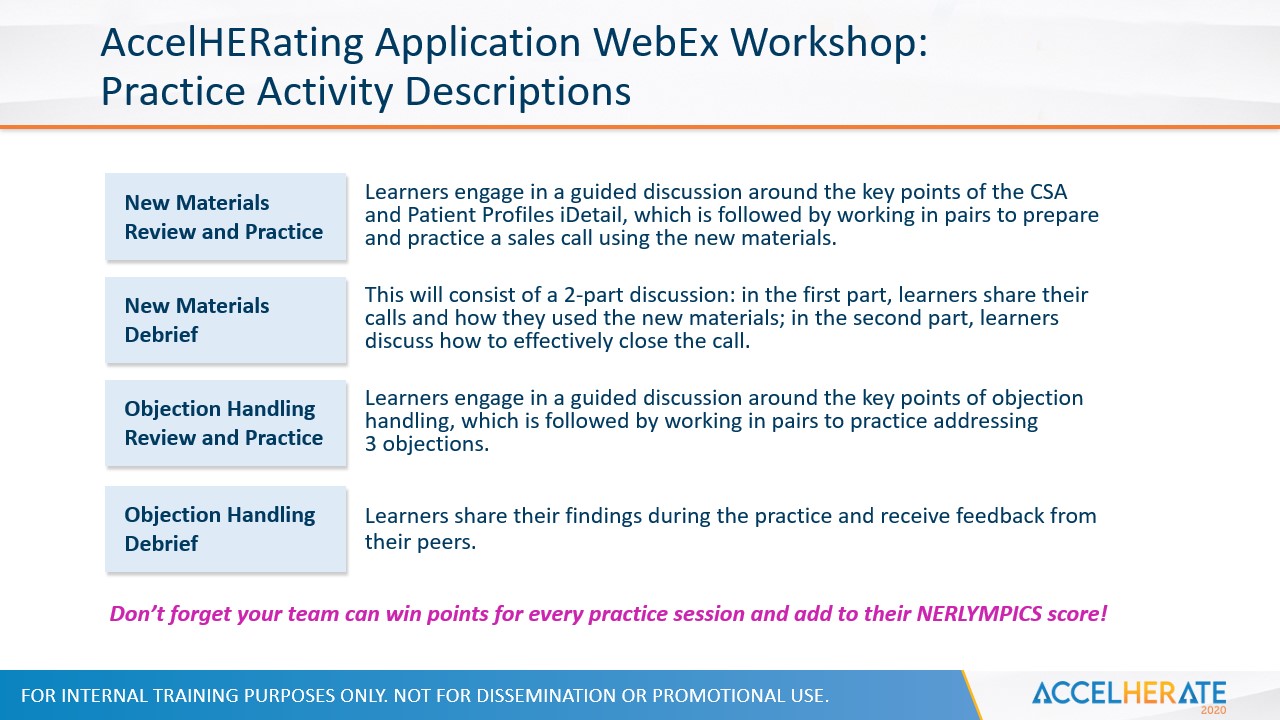 AccelHERating Application WebEx Workshop:
Practice Activity Descriptions
New Materials
Review and Practice
Learners engage in a guided discussion around the key points of the CSA
and Patient Profiles iDetail, which is followed by working in pairs to prepare
and practice a sales call using the new materials.
New Materials
Debrief
This will consist of a 2-part discussion: in the first part, learners share their
calls and how they used the new materials; in the second part, learners
discuss how to effectively close the call.
Objection Handling
Review and Practice
Learners engage in a guided discussion around the key points of objection
handling, which is followed by working in pairs to practice addressing
3 objections.
Objection Handling
Debrief
Learners share their findings during the practice and receive feedback from
their peers.
Don’t forget your team can win points for every practice session and add to their NERLYMPICS score!
FOR INTERNAL TRAINING PURPOSES ONLY. NOT FOR DISSEMINATION OR PROMOTIONAL USE.
ACCELHERATE
2020